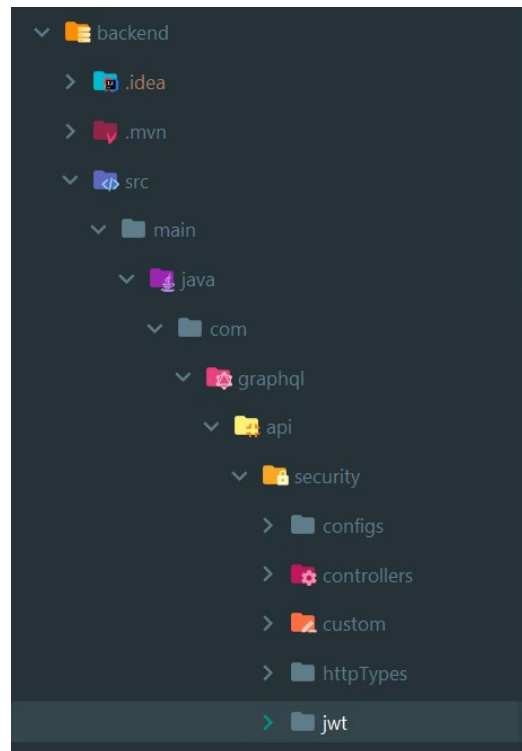 backend
.idea
.mvn
src
main
java
com
graphql
api
security
configs
controllers
custom
httpTypes
jwt